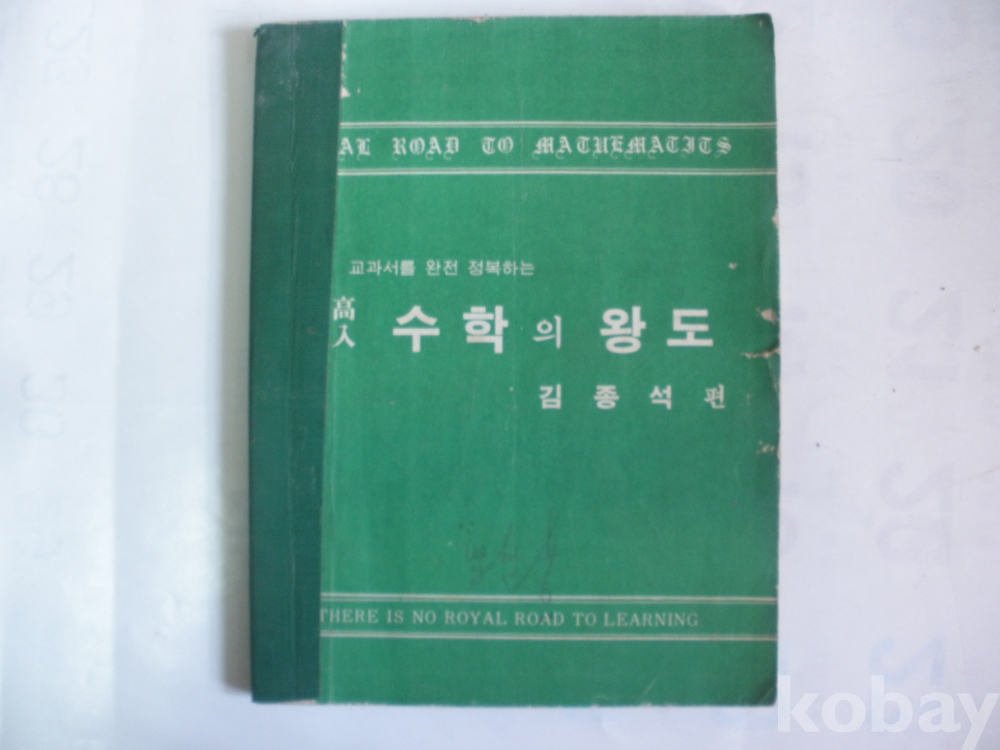 AL ROAD TO MATUEMATITS
교과서를 완전 정복하는
高入 수학의 왕도
김종석 편
THERE IS NO ROYAL ROAD TO LEARNING
kobay